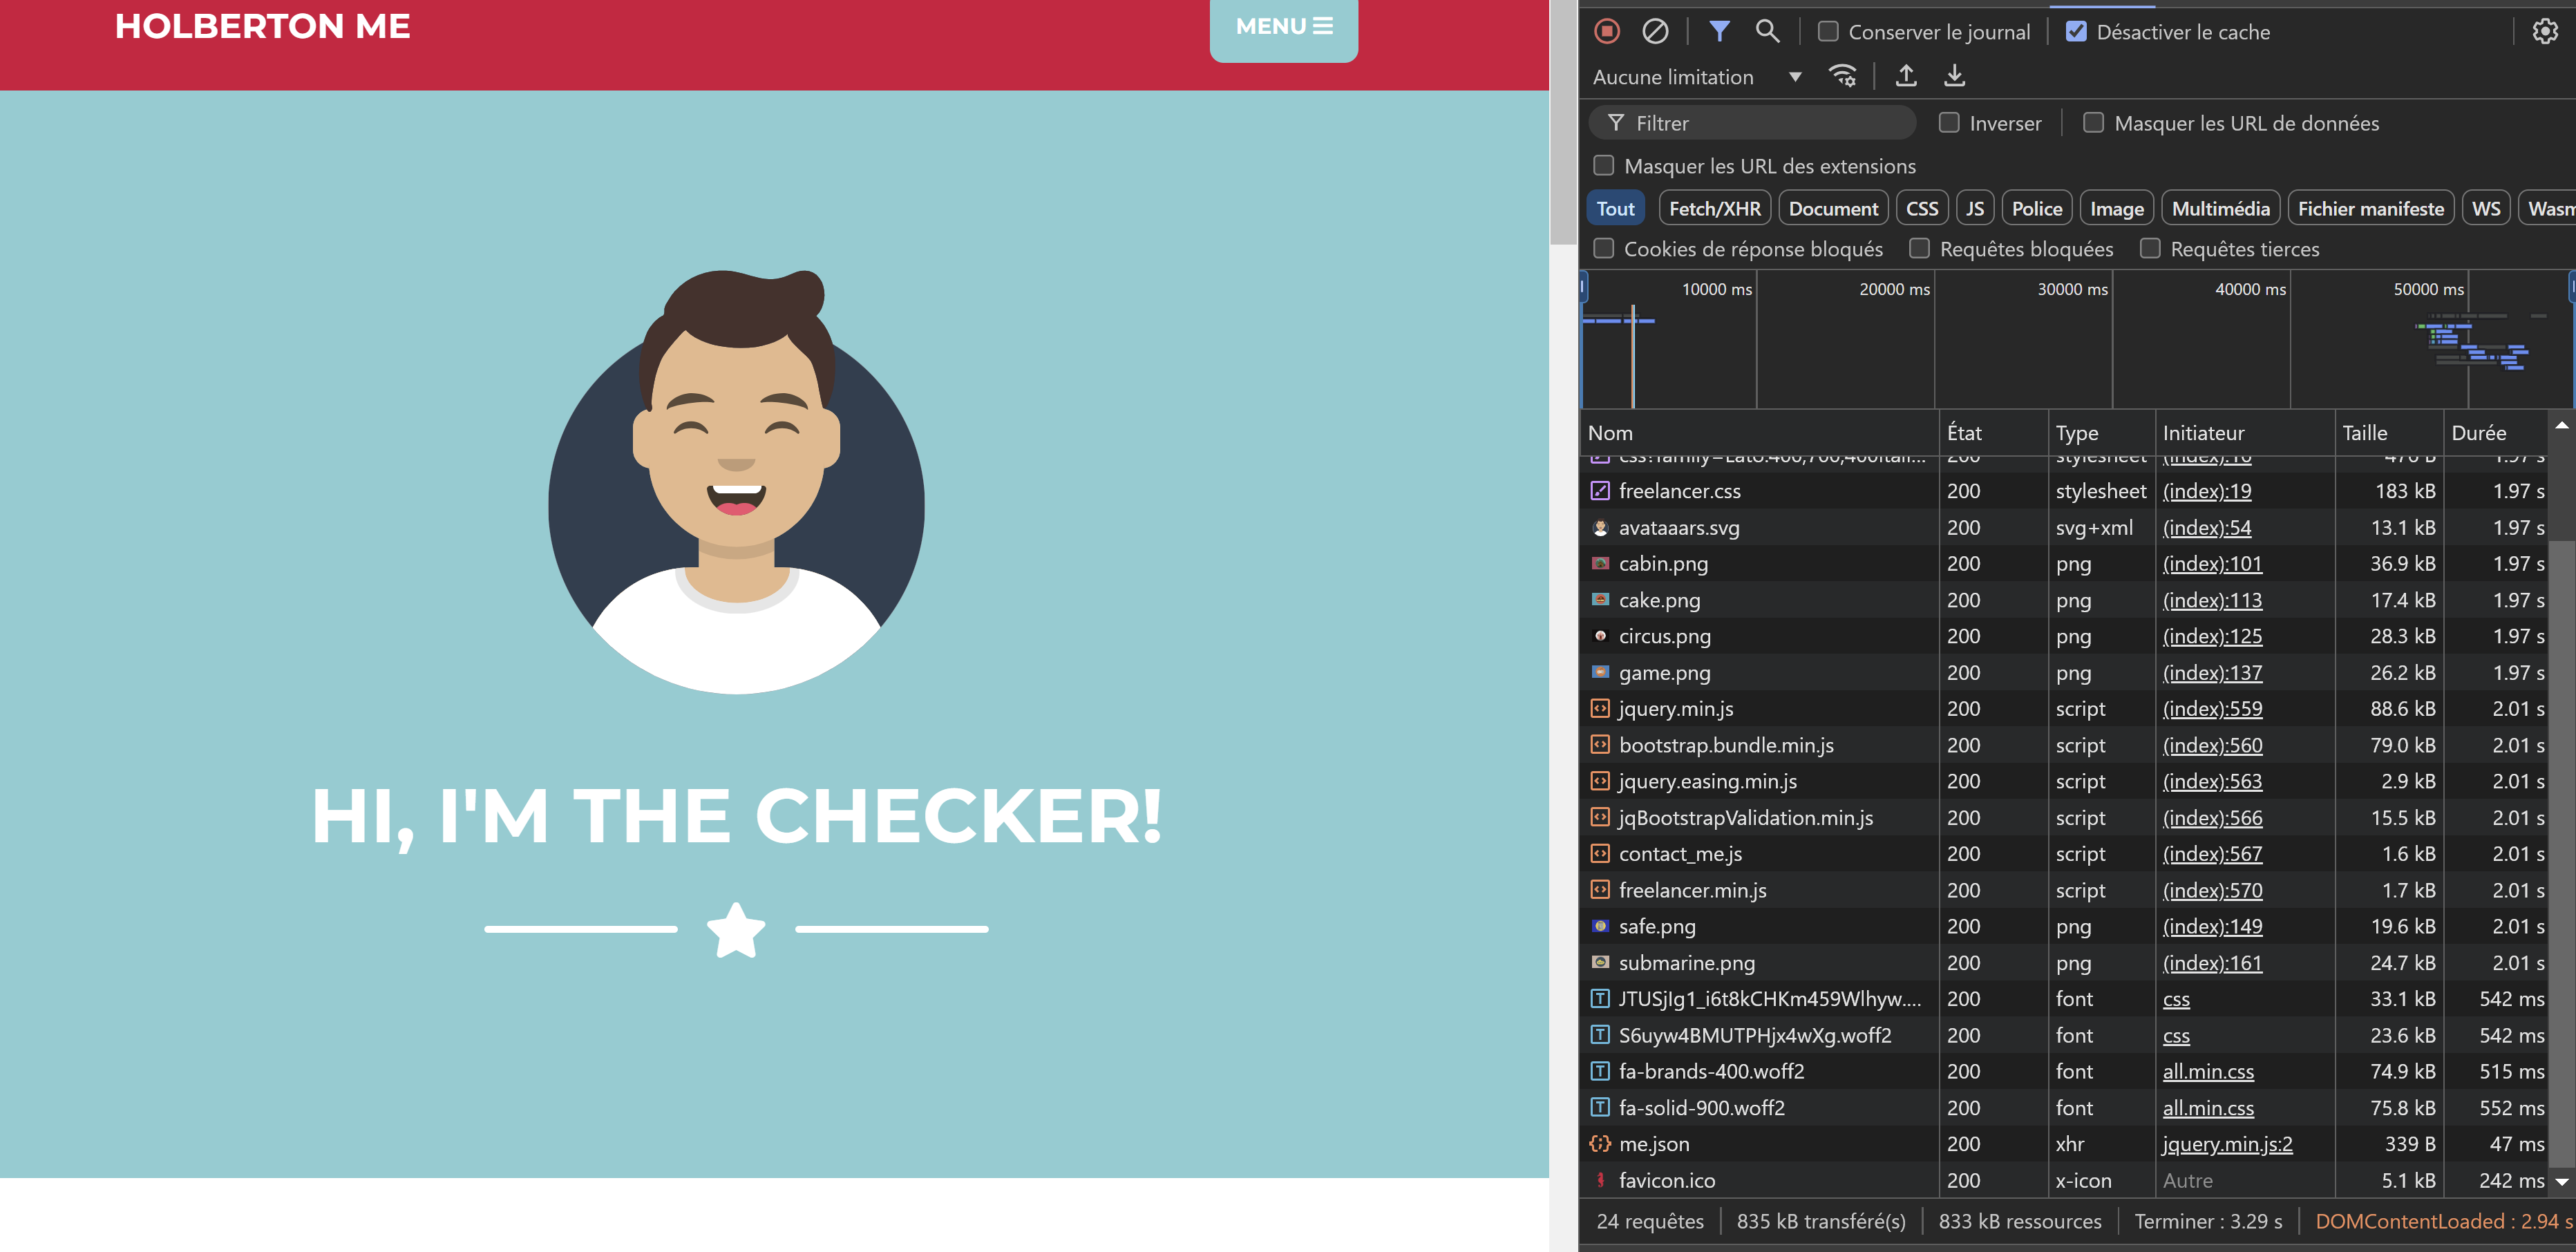 HOLBERTON ME
MENU
HI, I'M THE CHECKER!
Conserver le journal
Désactiver le cache
Aucune limitation
Filtrer
Inverser
Masquer les URL de données
Masquer les URL des extensions
Tout Fetch/XHR Document CSS JS Police Image Multimédia Fichier manifeste WS Wasm
Cookies de réponse bloqués
Requêtes bloquées
Requêtes tierces
10000 ms 20000 ms 30000 ms 40000 ms 50000 ms
Nom État Type Initiateur Taille Durée
freelancer.css 200 stylesheet (index):19 183 kB 1.97 s
avataaars.svg 200 svg+xml (index):54 13.1 kB 1.97 s
cabin.png 200 png (index):101 36.9 kB 1.97 s
cake.png 200 png (index):113 17.4 kB 1.97 s
circus.png 200 png (index):125 28.3 kB 1.97 s
game.png 200 png (index):137 26.2 kB 1.97 s
jquery.min.js 200 script (index):559 88.6 kB 2.01 s
bootstrap.bundle.min.js 200 script (index):560 79.0 kB 2.01 s
jquery.easing.min.js 200 script (index):563 2.9 kB 2.01 s
jqBootstrapValidation.min.js 200 script (index):566 15.5 kB 2.01 s
contact_me.js 200 script (index):567 1.6 kB 2.01 s
freelancer.min.js 200 script (index):570 1.7 kB 2.01 s
safe.png 200 png (index):149 19.6 kB 2.01 s
submarine.png 200 png (index):161 24.7 kB 2.01 s
JTUSjIg1_i6t8kCHKm459Wlhyw.... 200 font css 33.1 kB 542 ms
S6uyw4BMUTPHjx4wXg.woff2 200 font css 23.6 kB 542 ms
fa-brands-400.woff2 200 font all.min.css 74.9 kB 515 ms
fa-solid-900.woff2 200 font all.min.css 75.8 kB 552 ms
me.json 200 xhr jquery.min.js:2 339 B 47 ms
favicon.ico 200 x-icon Autre 5.1 kB 242 ms
24 requêtes 835 kB transféré(s) 833 kB ressources Terminer : 3.29 s DOMContentLoaded : 2.94 s